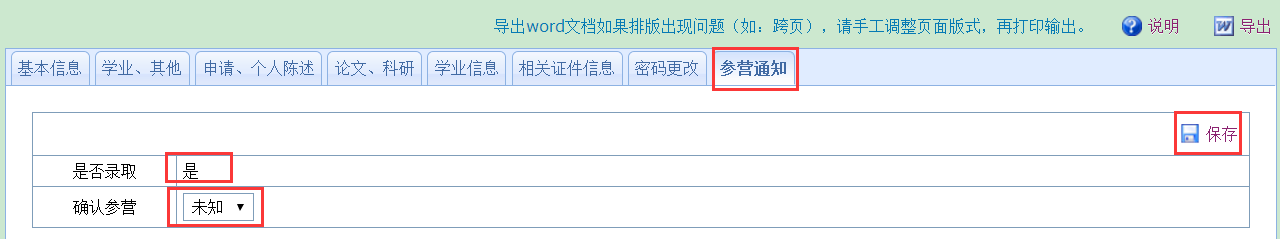 导出word文档如果排版出现问题（如：跨页），请手工调整页面版式，再打印输出。 说明 导出
基本信息 学业、其他 申请、个人陈述 论文、科研 学业信息 相关证件信息 密码更改 参营通知
保存
是否录取 是
确认参营 未知